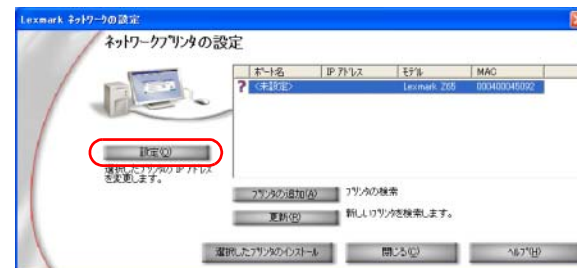 Lexmark ネットワークの設定
ネットワークプリンタの設定
ポート名 IP アドレス モデル MAC
? <未設定> Lexmark Z65 000400045092
設定(O)
選択したプリンタの IP アドレス
を変更します。
プリンタの追加(A) プリンタの検索
更新(R) 新しいプリンタを検索します。
選択したプリンタのインストール 閉じる(C) ヘルプ(H)